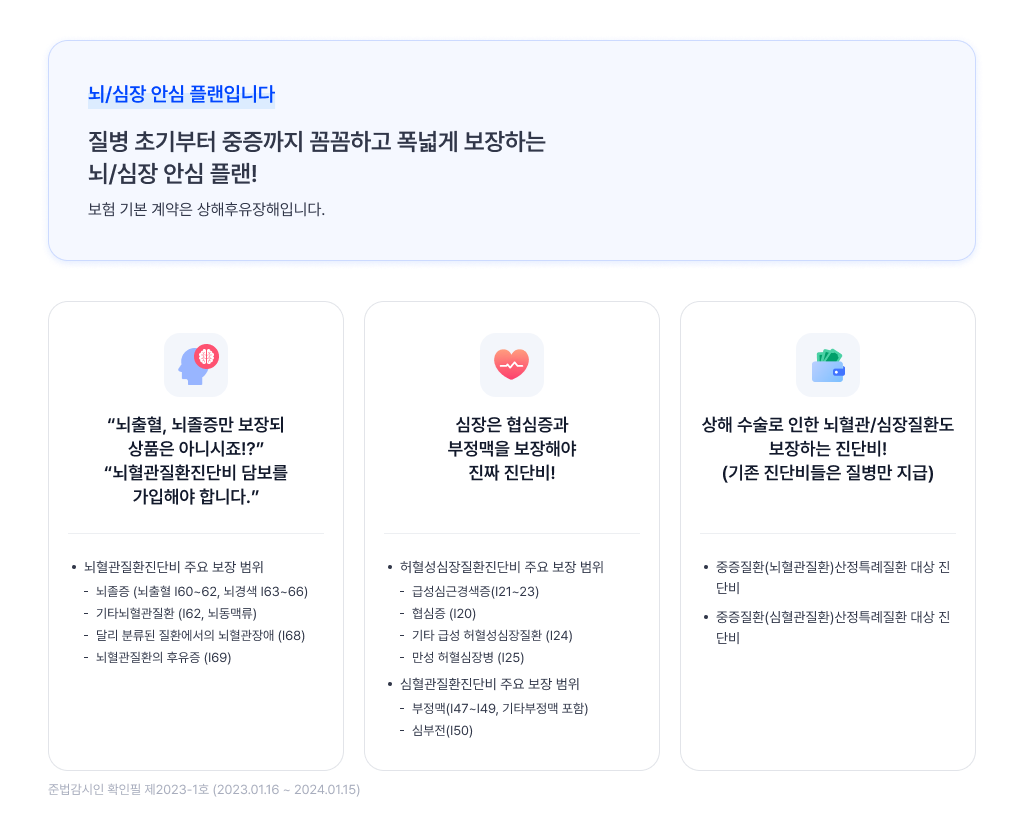 뇌/심장 안심 플랜입니다
질병 초기부터 중증까지 꼼꼼하고 폭넓게 보장하는
뇌/심장 안심 플랜!
보험 기본 계약은 상해후유장해입니다.
“뇌출혈, 뇌졸증만 보장되
상품은 아니시죠!?”
“뇌혈관질환진단비 담보를
가입해야 합니다.”
• 뇌혈관질환진단비 주요 보장 범위
- 뇌졸증 (뇌출혈 I60~62, 뇌경색 I63~66)
- 기타뇌혈관질환 (I62, 뇌동맥류)
- 달리 분류된 질환에서의 뇌혈관장애 (I68)
- 뇌혈관질환의 후유증 (I69)
심장은 협심증과
부정맥을 보장해야
진짜 진단비!
• 허혈성심장질환진단비 주요 보장 범위
- 급성심근경색증(I21~23)
- 협심증 (I20)
- 기타 급성 허혈성심장질환 (I24)
- 만성 허혈심장병 (I25)
• 심혈관질환진단비 주요 보장 범위
- 부정맥(I47~I49, 기타부정맥 포함)
- 심부전(I50)
상해 수술로 인한 뇌혈관/심장질환도
보장하는 진단비!
(기존 진단비들은 질병만 지급)
• 중증질환(뇌혈관질환)산정특례질환 대상 진
단비
• 중증질환(심혈관질환)산정특례질환 대상 진
단비
준법감시인 확인필 제2023-1호 (2023.01.16 ~ 2024.01.15)